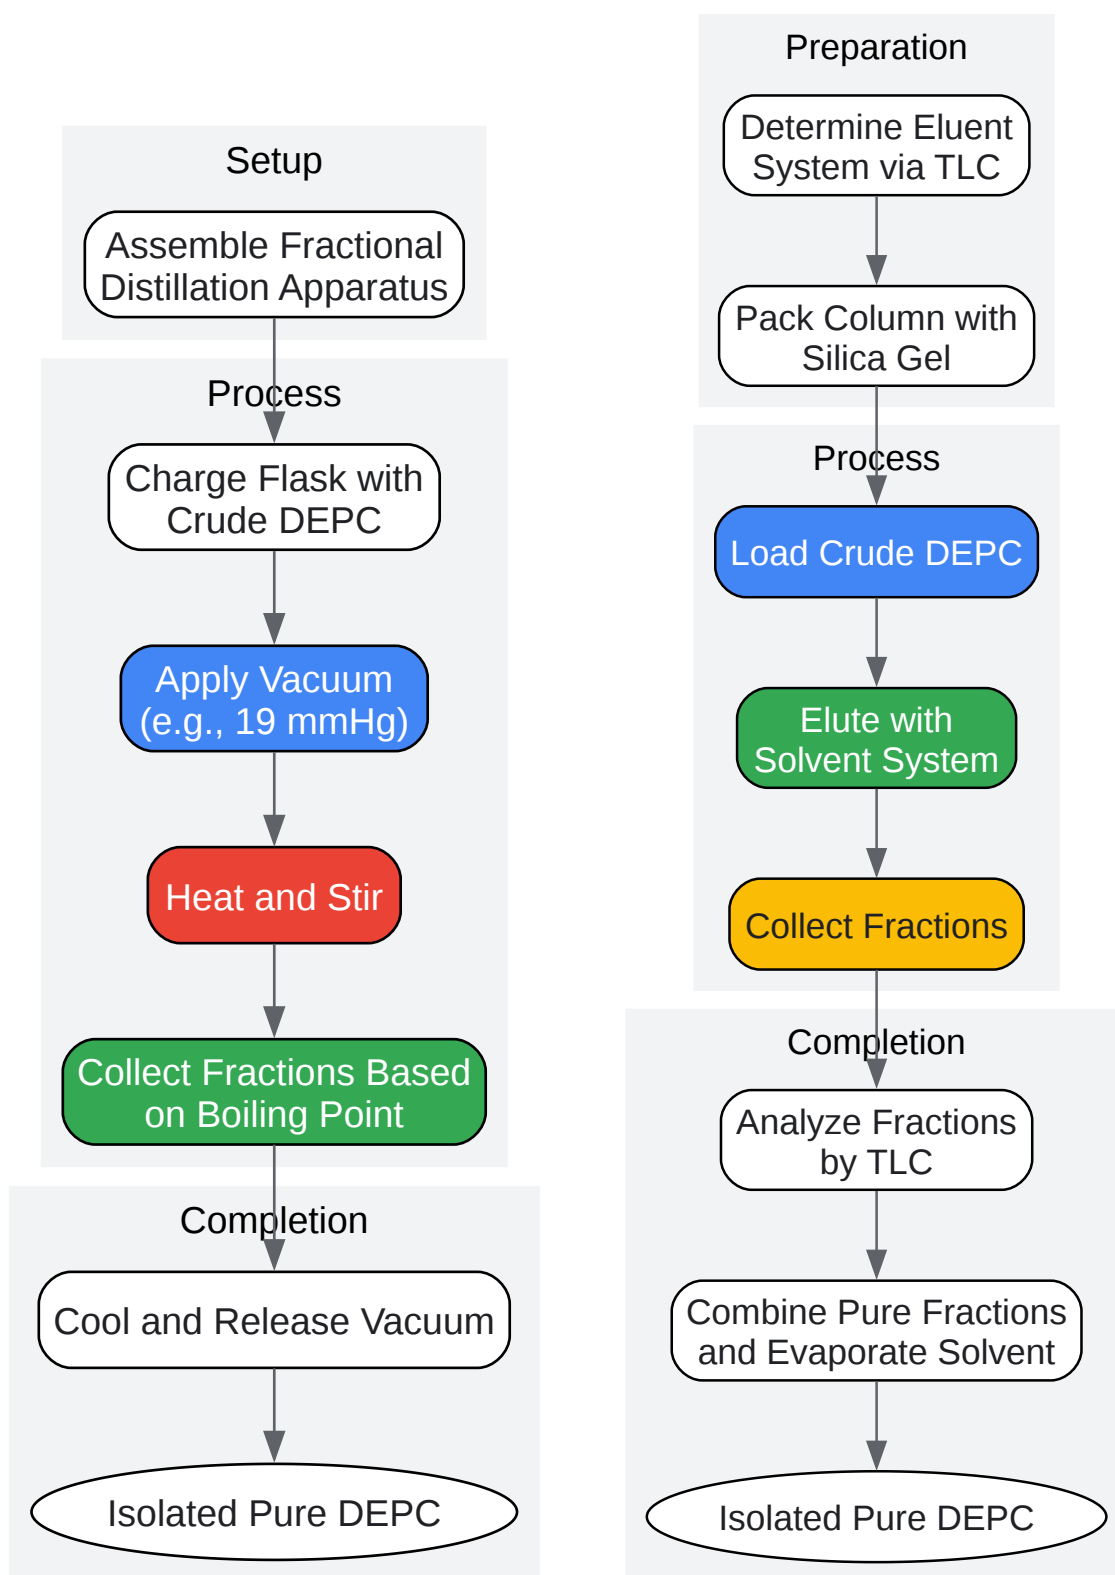 Setup
Assemble Fractional
Distillation Apparatus
Process
Charge Flask with
Crude DEPC
Apply Vacuum
(e.g., 19 mmHg)
Heat and Stir
Collect Fractions Based
on Boiling Point
Completion
Cool and Release Vacuum
Isolated Pure DEPC
Preparation
Determine Eluent
System via TLC
Pack Column with
Silica Gel
Process
Load Crude DEPC
Elute with
Solvent System
Collect Fractions
Completion
Analyze Fractions
by TLC
Combine Pure Fractions
and Evaporate Solvent
Isolated Pure DEPC